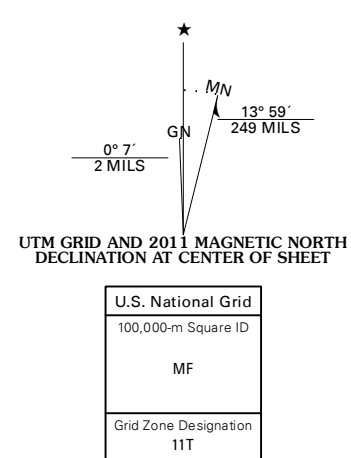 ★
MN
13° 59´
249 MILS
GN
0° 7´
2 MILS
UTM GRID AND 2011 MAGNETIC NORTH
DECLINATION AT CENTER OF SHEET
U.S. National Grid
100,000-m Square ID
MF
Grid Zone Designation
11T